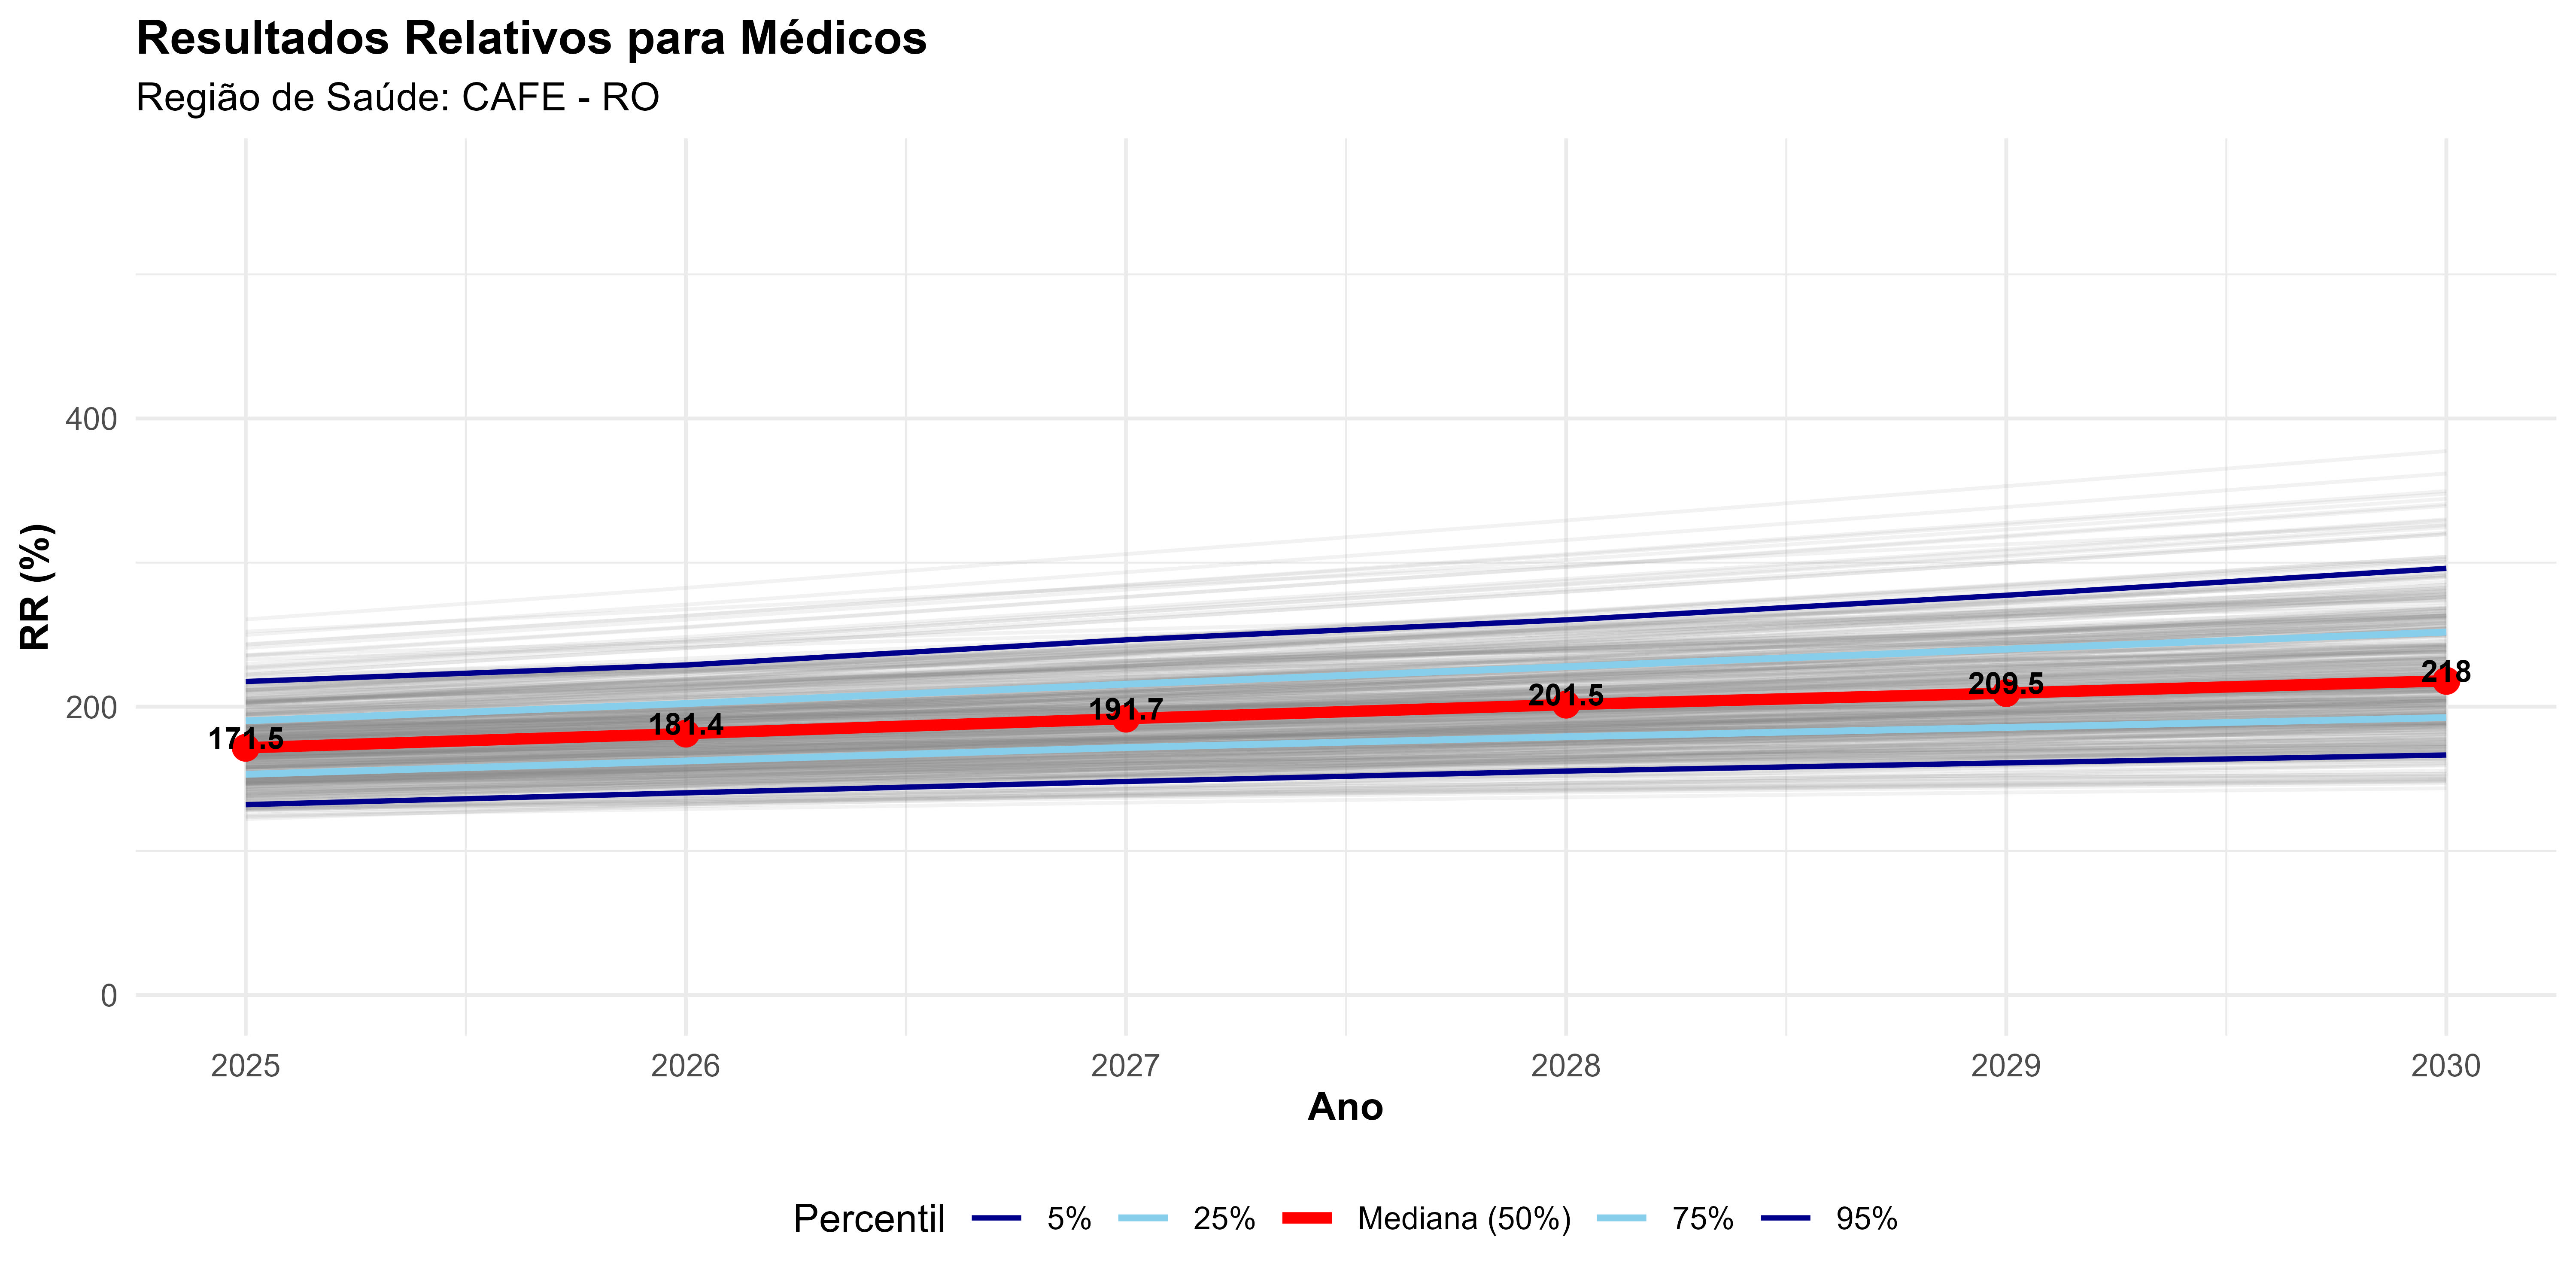 Resultados Relativos para Médicos
Região de Saúde: CAFE - RO
RR (%)
400
200
0
171.5
181.4
191.7
201.5
209.5
218
2025 2026 2027 2028 2029 2030
Ano
Percentil 5% 25% Mediana (50%) 75% 95%